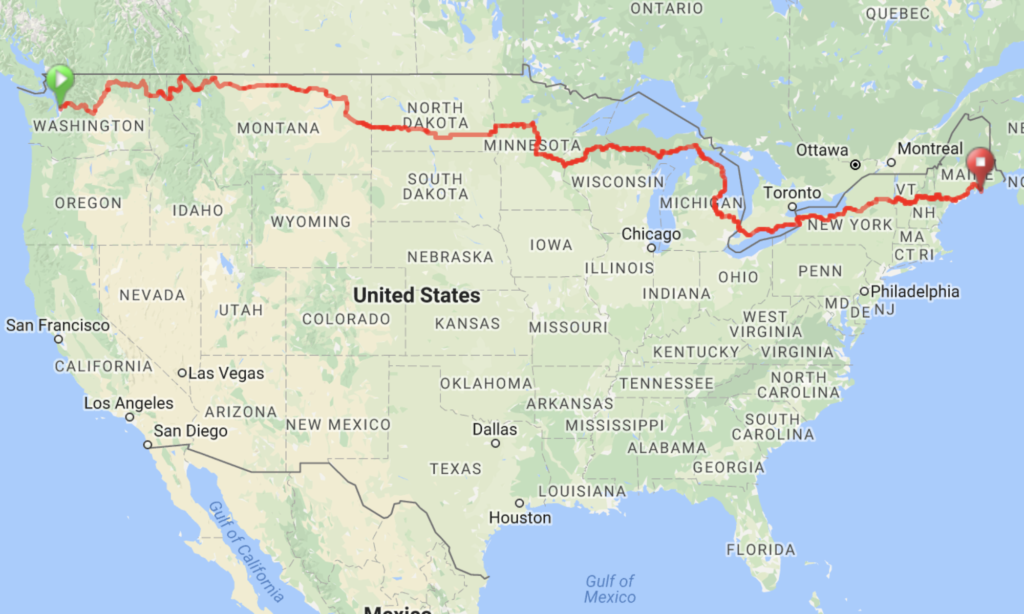 ONTARIO
QUEBEC
WASHINGTON
MONTANA
NORTH
DAKOTA
MINNESOTA
Ottawa
Montreal
MAINE
NE
NO
OREGON
IDAHO
WYOMING
SOUTH
DAKOTA
WISCONSIN
MICHIGAN
Toronto
VT
NH
NEW YORK
MA
CT RI
Chicago
IOWA
NEBRASKA
ILLINOIS
INDIANA
OHIO
PENN
Philadelphia
MD
DE
NJ
NEVADA
UTAH
COLORADO
United States
KANSAS
MISSOURI
WEST
VIRGINIA
KENTUCKY
VIRGINIA
San Francisco
CALIFORNIA
Las Vegas
OKLAHOMA
TENNESSEE
NORTH
CAROLINA
Los Angeles
ARIZONA
NEW MEXICO
ARKANSAS
MISSISSIPPI
SOUTH
CAROLINA
San Diego
Dallas
ALABAMA
GEORGIA
TEXAS
LOUISIANA
Houston
FLORIDA
Gulf of California
Gulf of
Mexico
Mexico